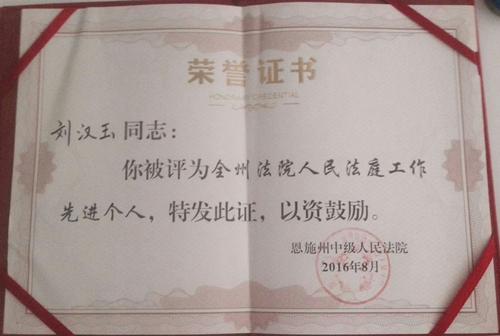 荣誉证书
HONORARY CREDENTIAL
刘汉玉同志：
你被评为全州法院人民法庭工作
先进个人，特发此证，以资鼓励。
恩施州中级人民法院
2016年8月